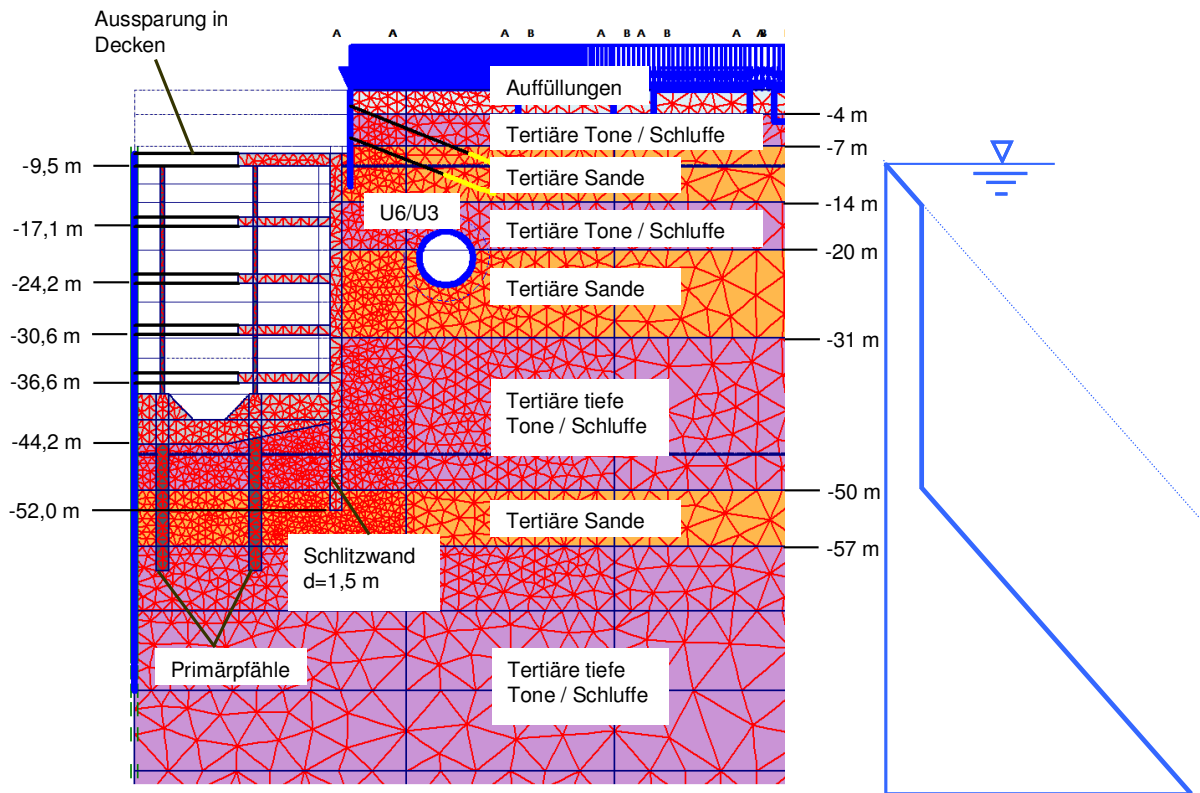 Aussparung in
Decken
A A A B A B A B A AB
Auffüllungen
-4 m
Tertiäre Tone / Schluffe
-7 m
-9,5 m
Tertiäre Sande
-14 m
U6/U3
-17,1 m
Tertiäre Tone / Schluffe
-20 m
-24,2 m
Tertiäre Sande
-30,6 m
-31 m
-36,6 m
Tertiäre tiefe
Tone / Schluffe
-44,2 m
-50 m
-52,0 m
Tertiäre Sande
-57 m
Schlitzwand
d=1,5 m
Primärpfähle
Tertiäre tiefe
Tone / Schluffe